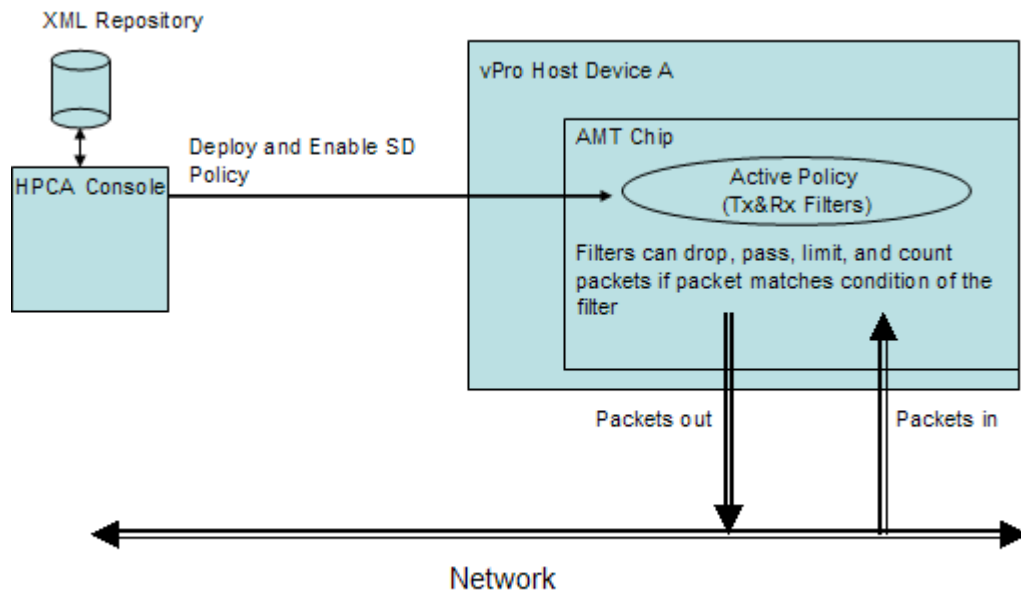 XML Repository
vPro Host Device A
AMT Chip
Deploy and Enable SD
Policy
HPCA Console
Active Policy
(Tx&Rx Filters)
Filters can drop, pass, limit, and count
packets if packet matches condition of the
filter
Packets out
Packets in
Network